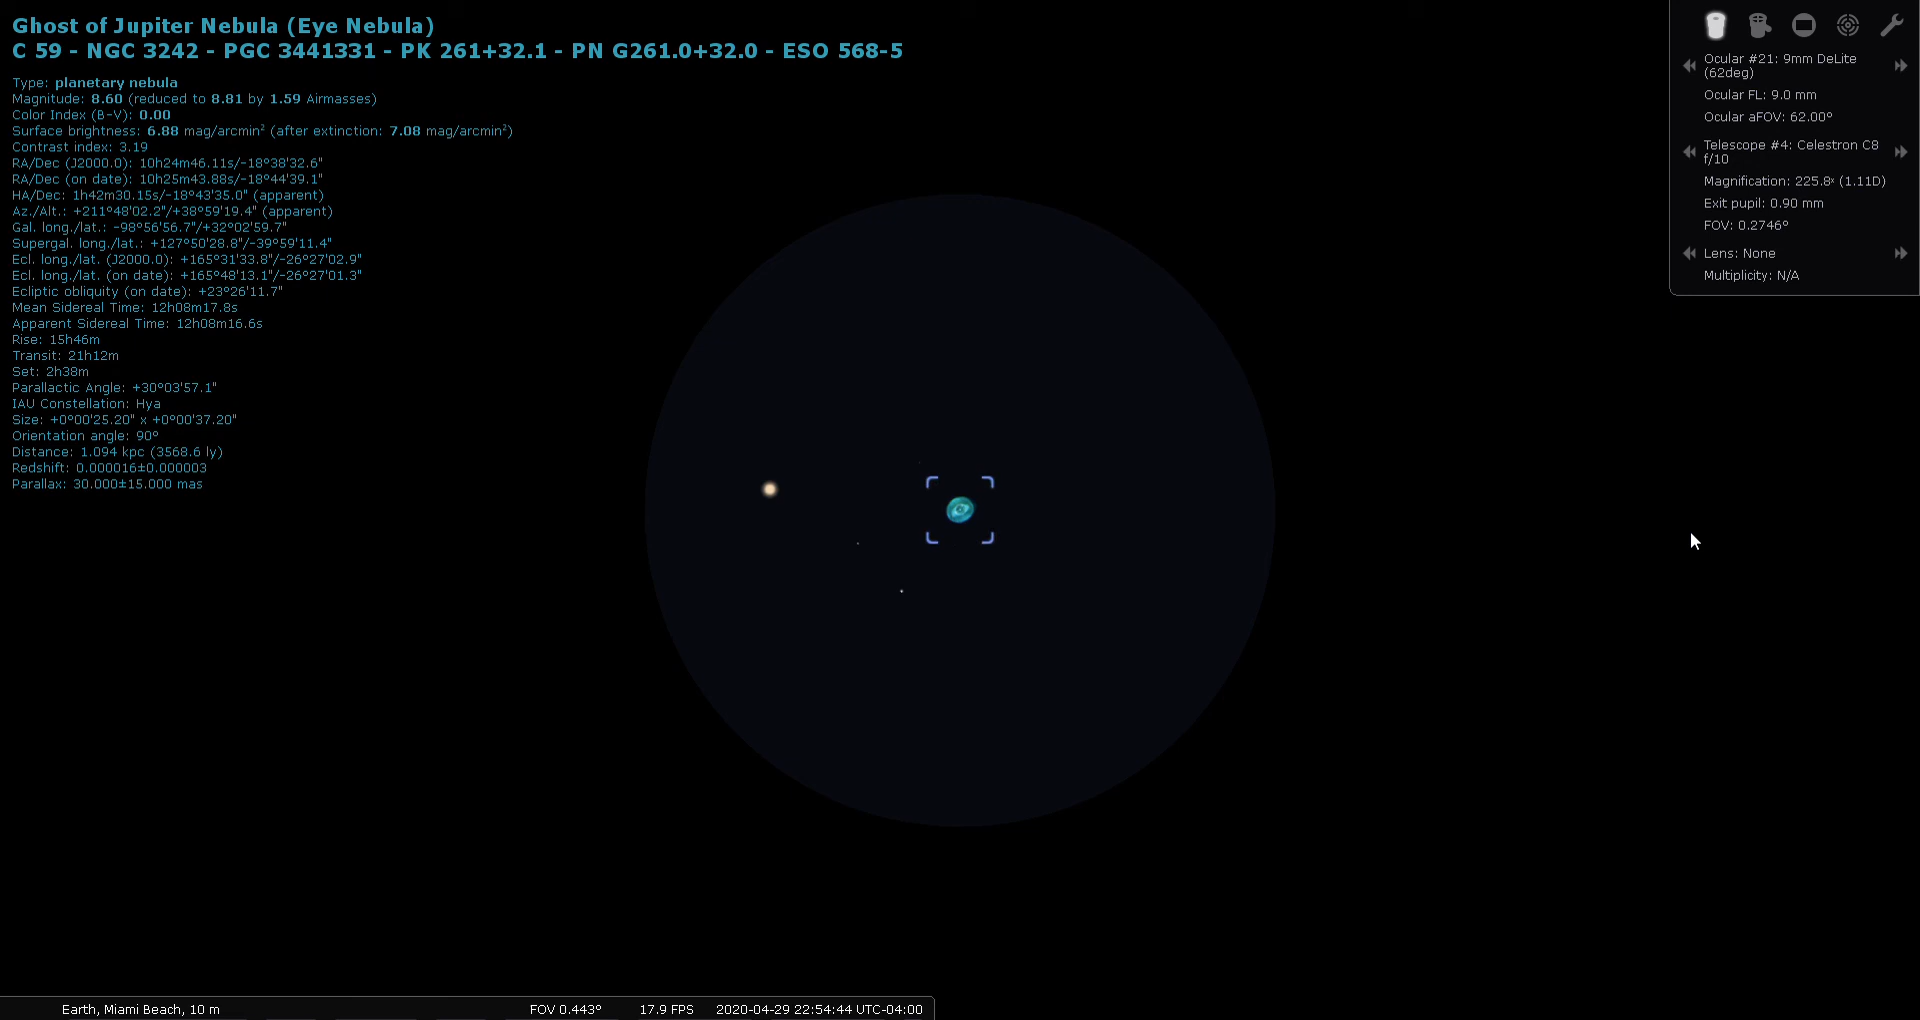 Ghost of Jupiter Nebula (Eye Nebula)
C 59 - NGC 3242 - PGC 3441331 - PK 261+32.1 - PN G261.0+32.0 - ESO 568-5
Type: planetary nebula
Magnitude: 8.60 (reduced to 8.81 by 1.59 Airmasses)
Color Index (B-V): 0.00
Surface brightness: 6.88 mag/arcmin² (after extinction: 7.08 mag/arcmin²)
Contrast index: 3.19
RA/Dec (J2000.0): 10h24m46.11s/-18°38'32.6"
RA/Dec (on date): 10h25m43.88s/-18°44'39.1"
HA/Dec: 1h42m30.15s/-18°43'35.0" (apparent)
Az./Alt.: +211°48'02.2"/+38°59'19.4" (apparent)
Gal. long./lat.: -98°56'56.7"/+32°02'59.7"
Supergal. long./lat.: +127°50'28.8"/-39°59'11.4"
Ecl. long./lat. (J2000.0): +165°31'33.8"/-26°27'02.9"
Ecl. long./lat. (on date): +165°48'13.1"/-26°27'01.3"
Ecliptic obliquity (on date): +23°26'11.7"
Mean Sidereal Time: 12h08m17.8s
Apparent Sidereal Time: 12h08m16.6s
Rise: 15h46m
Transit: 21h12m
Set: 2h38m
Parallactic Angle: +30°03'57.1"
IAU Constellation: Hya
Size: +0°00'25.20" x +0°00'37.20"
Orientation angle: 90°
Distance: 1.094 kpc (3568.6 ly)
Redshift: 0.000016±0.000003
Parallax: 30.000±15.000 mas
Ocular #21: 9mm DeLite
(62deg)
Ocular FL: 9.0 mm
Ocular aFOV: 62.00°
Telescope #4: Celestron C8
f/10
Magnification: 225.8× (1.11D)
Exit pupil: 0.90 mm
FOV: 0.2746°
Lens: None
Multiplicity: N/A
Earth, Miami Beach, 10 m FOV 0.443° 17.9 FPS 2020-04-29 22:54:44 UTC-04:00